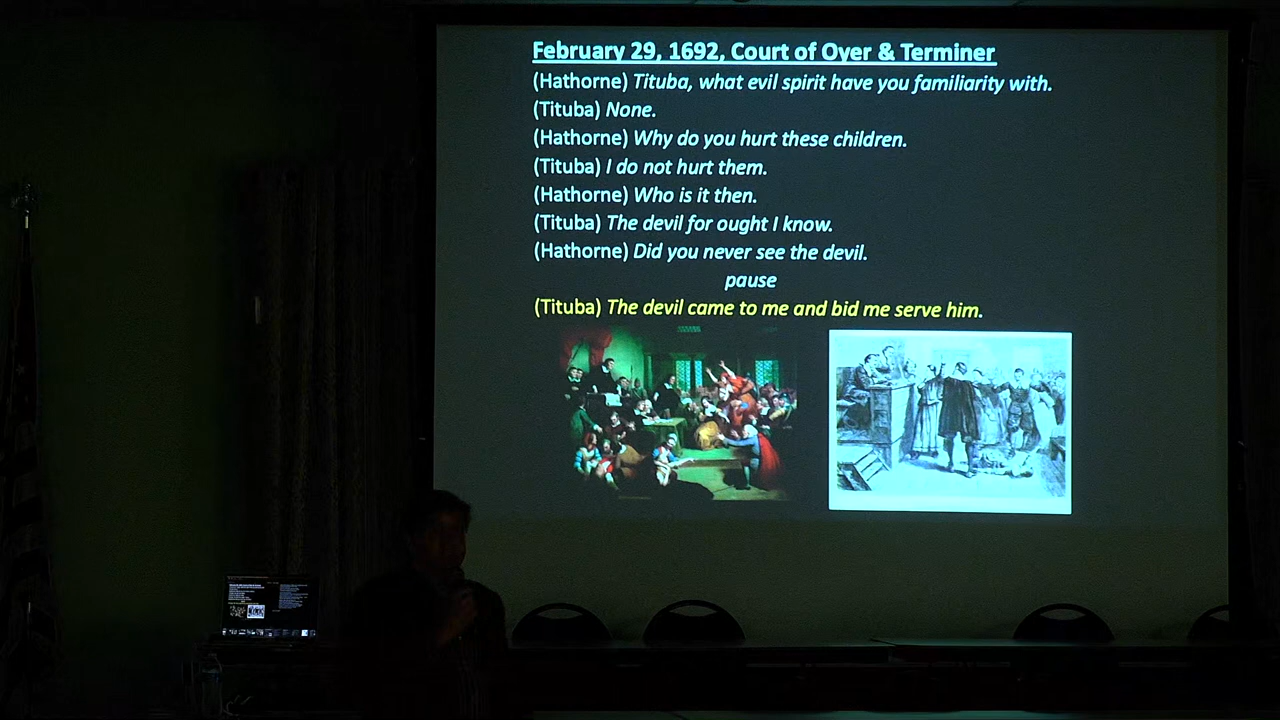 February 29, 1692, Court of Oyer & Terminer
(Hathorne) Tituba, what evil spirit have you familiarity with.
(Tituba) None.
(Hathorne) Why do you hurt these children.
(Tituba) I do not hurt them.
(Hathorne) Who is it then.
(Tituba) The devil for ought I know.
(Hathorne) Did you never see the devil.
pause
(Tituba) The devil came to me and bid me serve him.